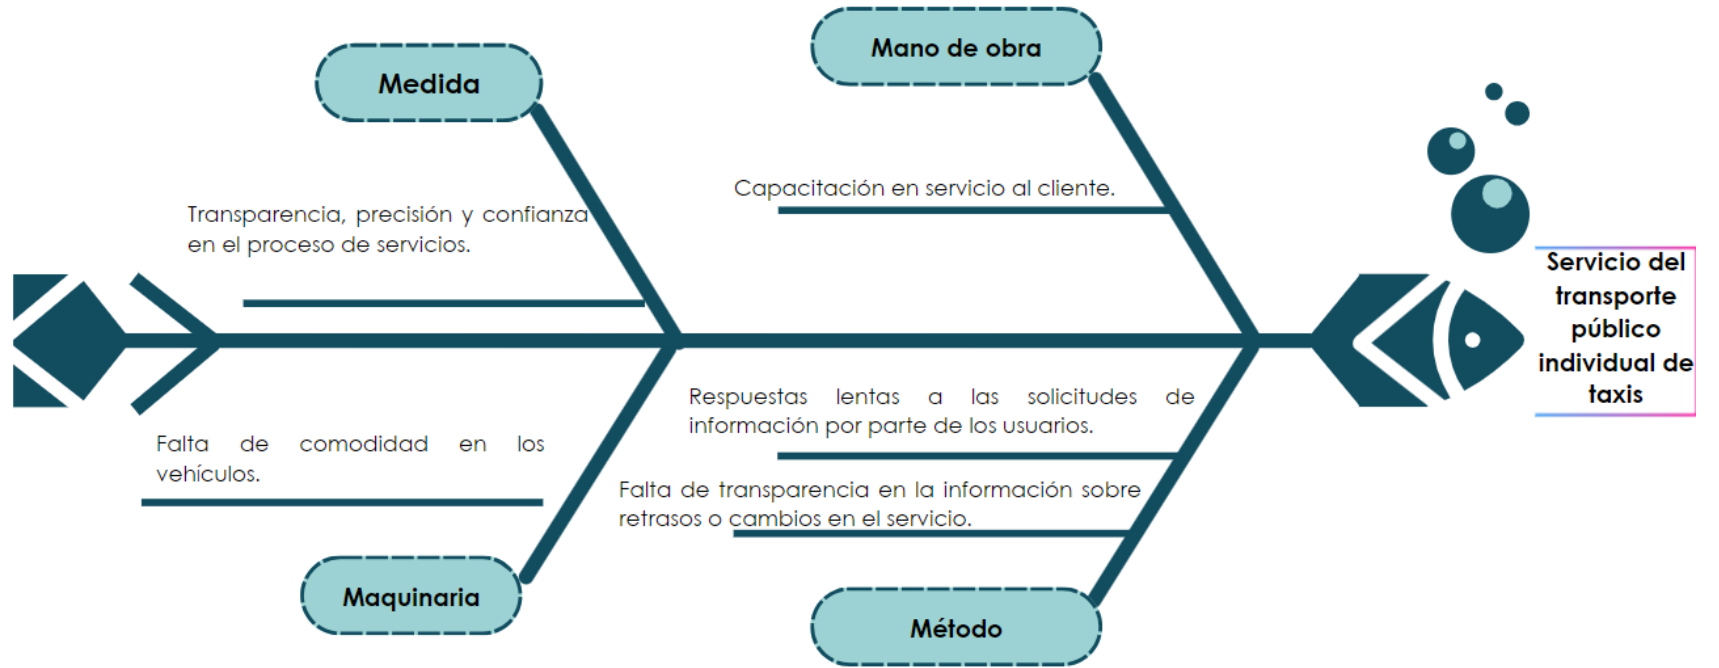 Medida
Mano de obra
Transparencia, precisión y confianza
en el proceso de servicios.
Capacitación en servicio al cliente.
Servicio del
transporte
público
individual de
taxis
Falta de comodidad en los
vehículos.
Respuestas lentas a las solicitudes de
información por parte de los usuarios.
Falta de transparencia en la información sobre
retrasos o cambios en el servicio.
Maquinaria
Método